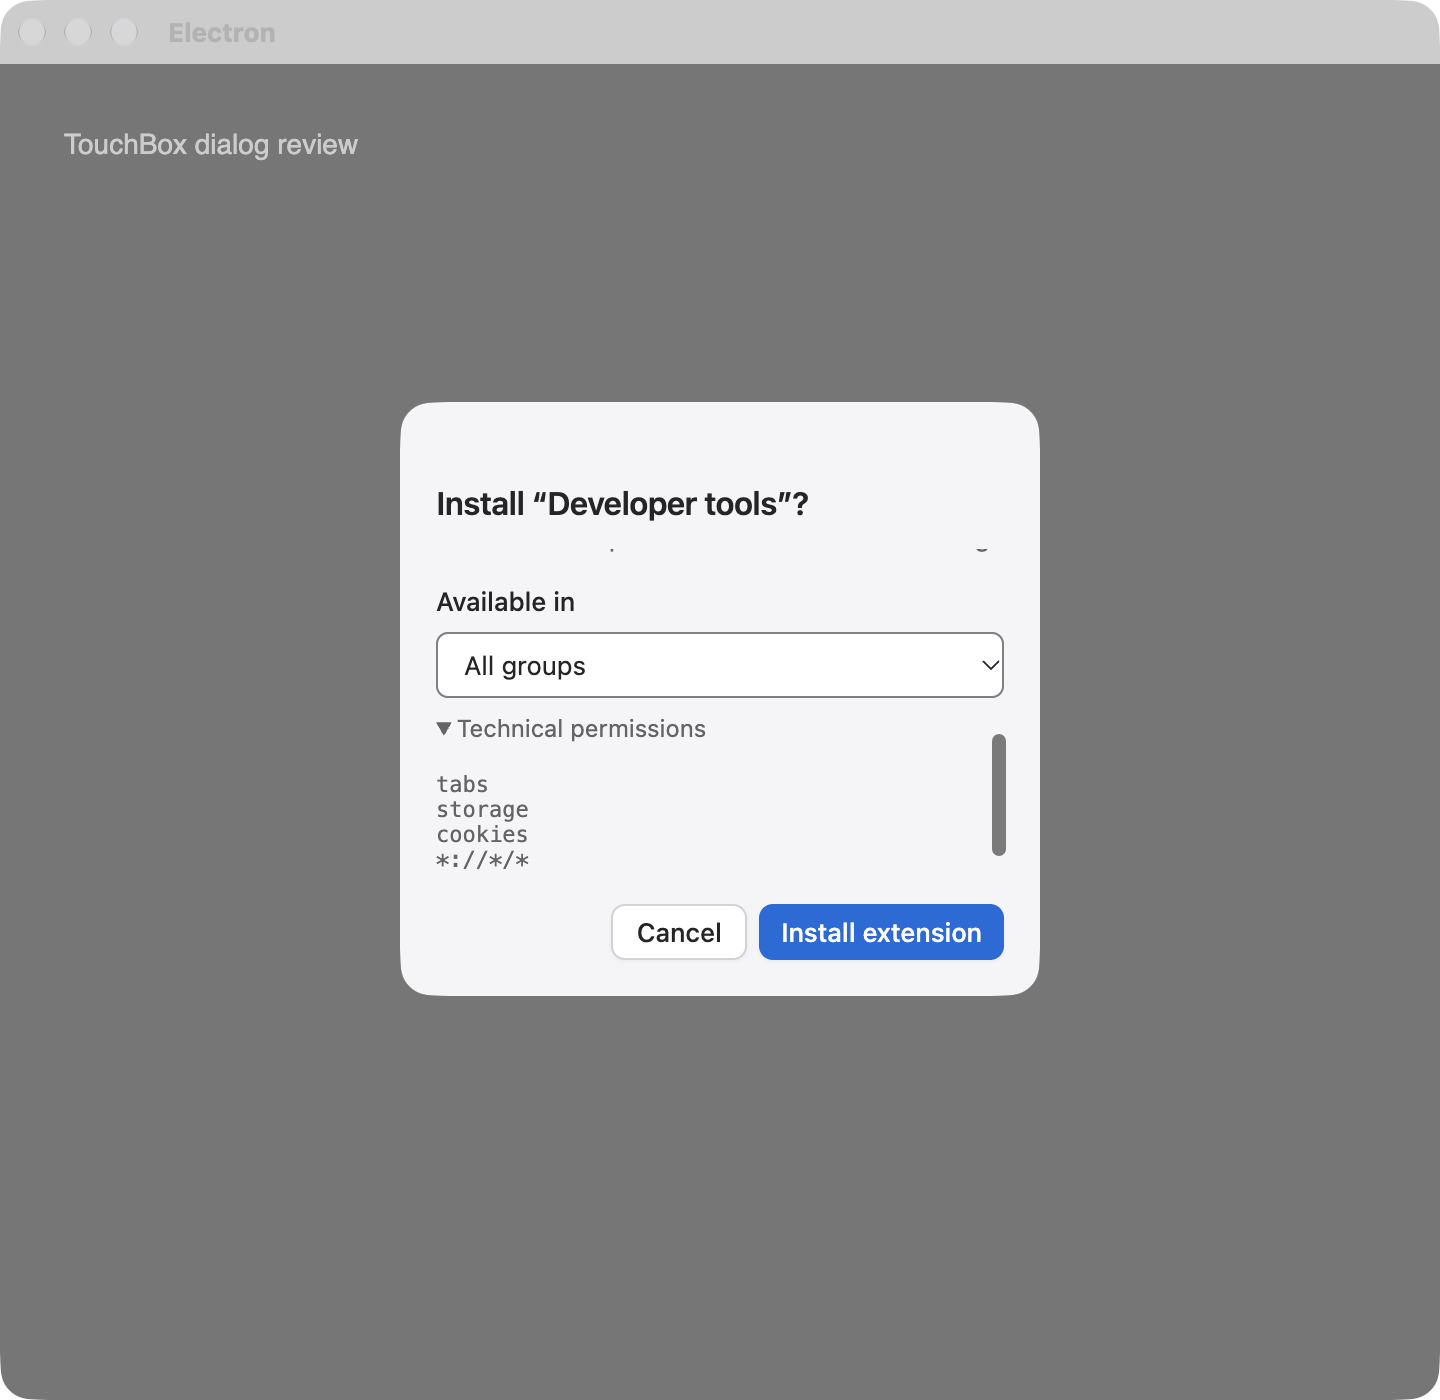 Electron
TouchBox dialog review
Install “Developer tools”?
Available in
All groups
Technical permissions
tabs
storage
cookies
*://*/*
Cancel
Install extension